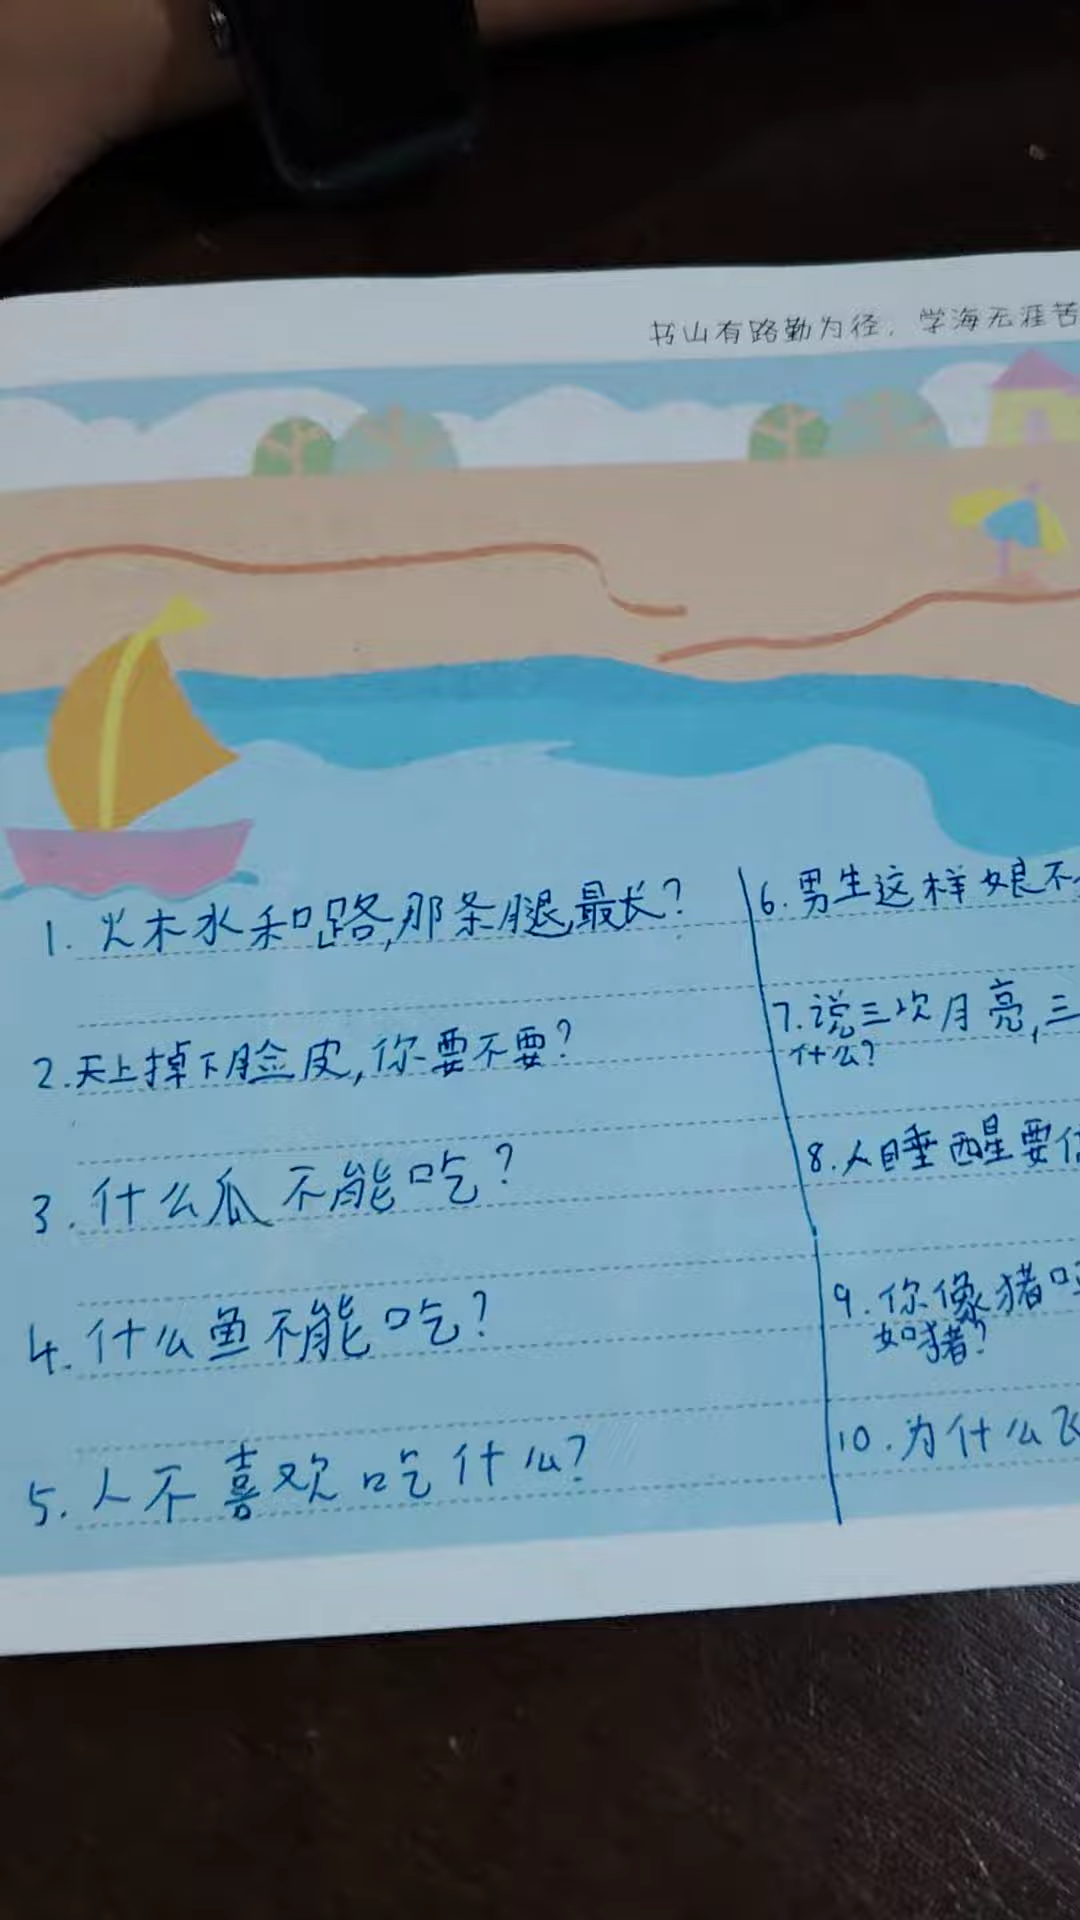 书山有路勤为径，学海无涯苦
1. 火木水和路,那条腿最长?
2.天上掉下脸皮,你要不要?
3. 什么瓜不能吃?
4. 什么鱼不能吃?
5. 人不喜欢吃什么?
6. 男生这样娘不
7. 说三次月亮,三
什么?
8. 人睡醒要
9. 你像猪
如猪?
10. 为什么飞